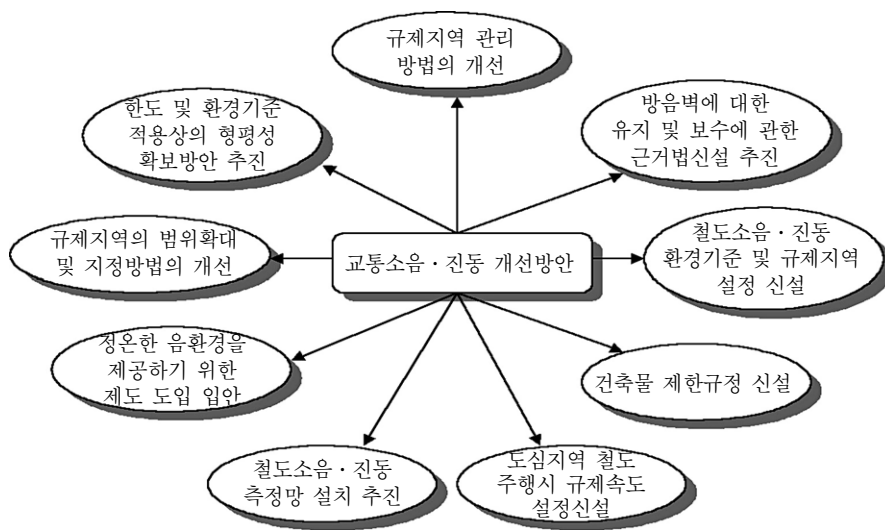 규제지역 관리
방법의 개선
한도 및 환경기준
적용상의 형평성
확보방안 추진
방음벽에 대한
유지 및 보수에 관한
근거법신설 추진
규제지역의 범위확대
및 지정방법의 개선
교통소음·진동 개선방안
철도소음·진동
환경기준 및 규제지역
설정 신설
정온한 음환경을
제공하기 위한
제도 도입 입안
건축물 제한규정 신설
철도소음·진동
측정망 설치 추진
도심지역 철도
주행시 규제속도
설정신설